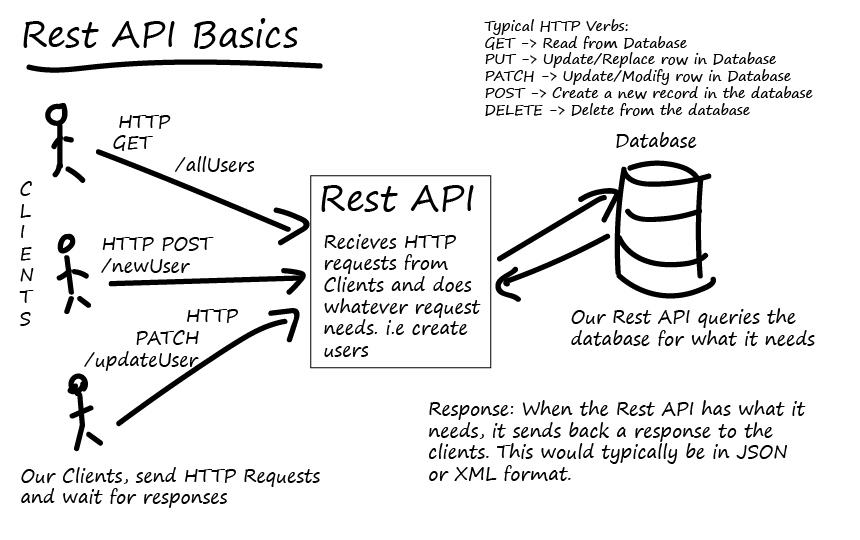 Rest API Basics
Typical HTTP Verbs:
GET -> Read from Database
PUT -> Update/Replace row in Database
PATCH -> Update/Modify row in Database
POST -> Create a new record in the database
DELETE -> Delete from the database
CLIENTS
HTTP
GET
/allUsers
HTTP POST
/newUser
HTTP
PATCH
/updateUser
Our Clients, send HTTP Requests
and wait for responses
Rest API
Recieves HTTP
requests from
Clients and does
whatever request
needs. i.e create
users
Database
Our Rest API queries the
database for what it needs
Response: When the Rest API has what it
needs, it sends back a response to the
clients. This would typically be in JSON
or XML format.